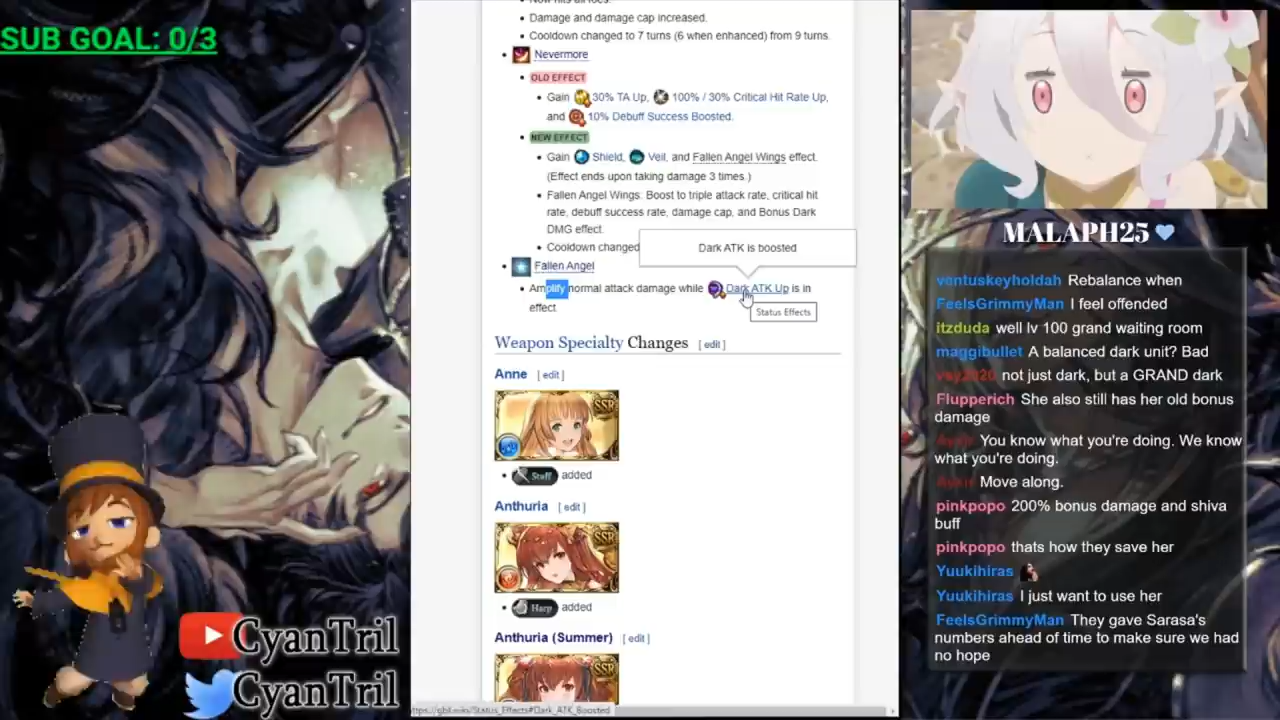 SUB GOAL: 0/3
Damage and damage cap increased.
Cooldown changed to 7 turns (6 when enhanced) from 9 turns.
Nevermore
OLD EFFECT
Gain 30% TA Up, 100% / 30% Critical Hit Rate Up,
and 10% Debuff Success Boosted.
NEW EFFECT
Gain Shield, Veil, and Fallen Angel Wings effect.
(Effect ends upon taking damage 3 times.)
Fallen Angel Wings: Boost to triple attack rate, critical hit
rate, debuff success rate, damage cap, and Bonus Dark
DMG effect.
Cooldown changed
Dark ATK is boosted
Fallen Angel
Amplify normal attack damage while Dark ATK Up is in
effect.
Status Effects
Weapon Specialty Changes [ edit ]
Anne [ edit ]
SSR
Staff added
Anthuria [ edit ]
SSR
Harp added
Anthuria (Summer) [ edit ]
SSR
CyanTril
CyanTril
MALAPH25
ventuskeyholdah Rebalance when
FeelsGrimmyMan I feel offended
itzduda well lv 100 grand waiting room
maggibullet A balanced dark unit? Bad
not just dark, but a GRAND dark
Flupperich She also still has her old bonus
damage
You know what you're doing. We know
what you're doing.
Move along.
pinkpopo 200% bonus damage and shiva
buff
pinkpopo thats how they save her
Yuukihiras
Yuukihiras I just want to use her
FeelsGrimmyMan They gave Sarasa's
numbers ahead of time to make sure we had
no hope